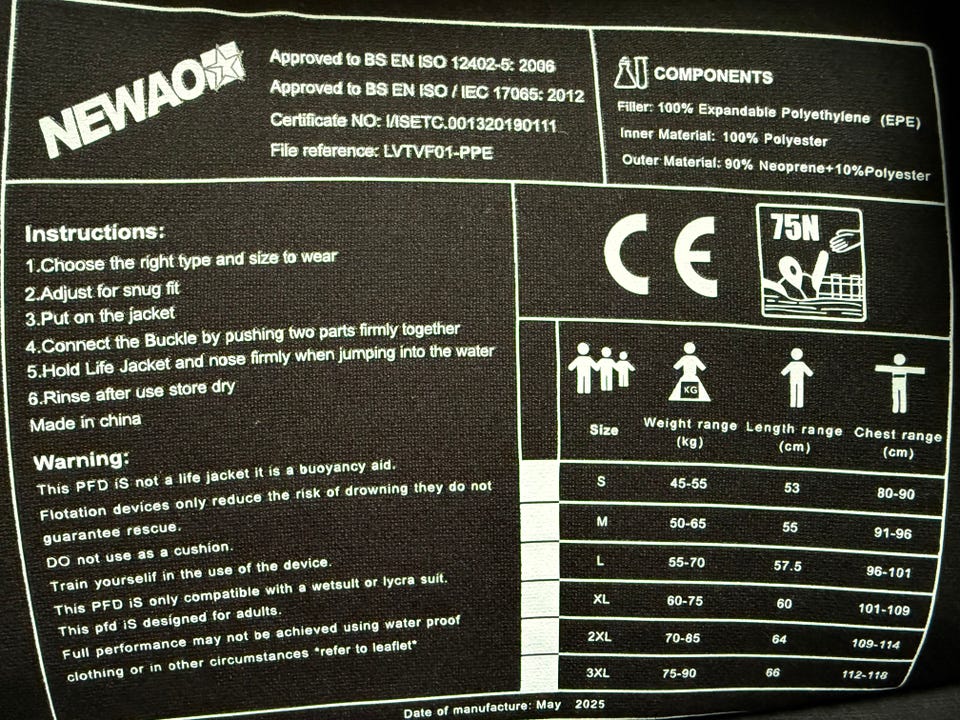 NEWAO
Approved to BS EN ISO 12402-5: 2006
Approved to BS EN ISO / IEC 17065: 2012
Certificate NO: I/ISETC.001320190111
File reference: LVTVF01-PPE
COMPONENTS
Filler: 100% Expandable Polyethylene (EPE)
Inner Material: 100% Polyester
Outer Material: 90% Neoprene+10%Polyester
Instructions:
1.Choose the right type and size to wear
2.Adjust for snug fit
3.Put on the jacket
4.Connect the Buckle by pushing two parts firmly together
5.Hold Life Jacket and nose firmly when jumping into the water
6.Rinse after use store dry
Made in china
Warning:
This PFD iS not a life jacket it is a buoyancy aid.
Flotation devices only reduce the risk of drowning they do not
guarantee rescue.
DO not use as a cushion.
Train yourselif in the use of the device.
This PFD iS only compatible with a wetsult or lycra suit.
This pfd iS designed for adults.
Full performance may not be achieved using water proof
clothing or in other circumstances *refer to leaflet*
CE
75N
KG
Size Weight range (kg) Length range (cm) Chest range (cm)
S 45-55 53 80-90
M 50-65 55 91-96
L 55-70 57.5 96-101
XL 60-75 60 101-109
2XL 70-85 64 109-114
3XL 75-90 66 112-118
Date of manufacture: May 2025